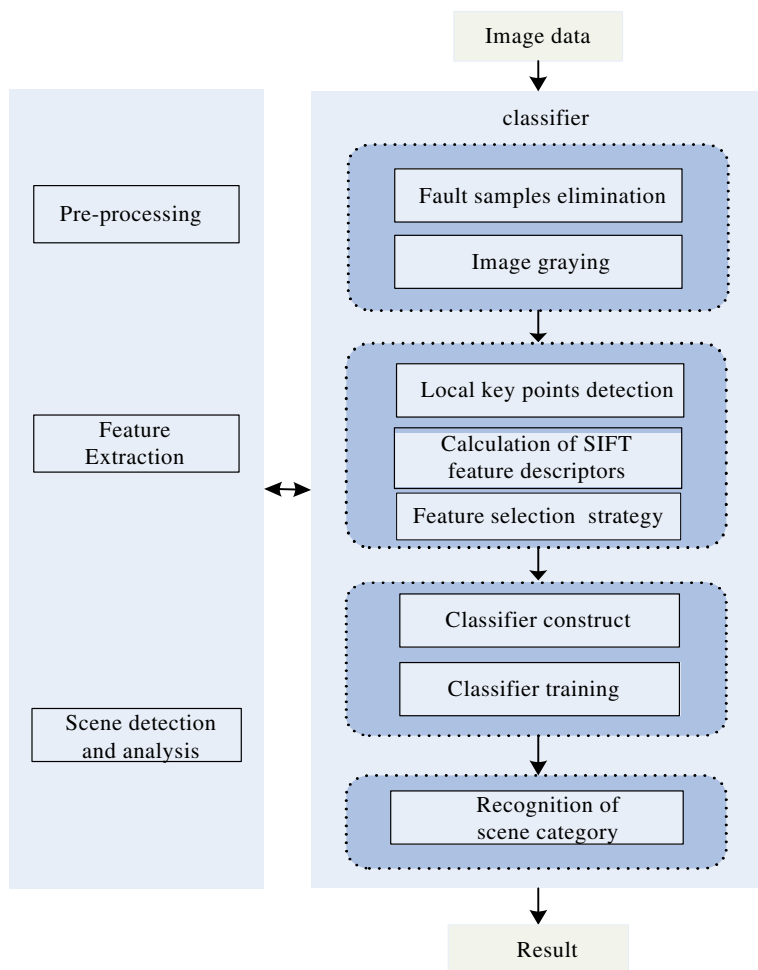 Image data
classifier
Pre-processing
Fault samples elimination
Image graying
Feature
Extraction
Local key points detection
Calculation of SIFT
feature descriptors
Feature selection strategy
Scene detection
and analysis
Classifier construct
Classifier training
Recognition of
scene category
Result